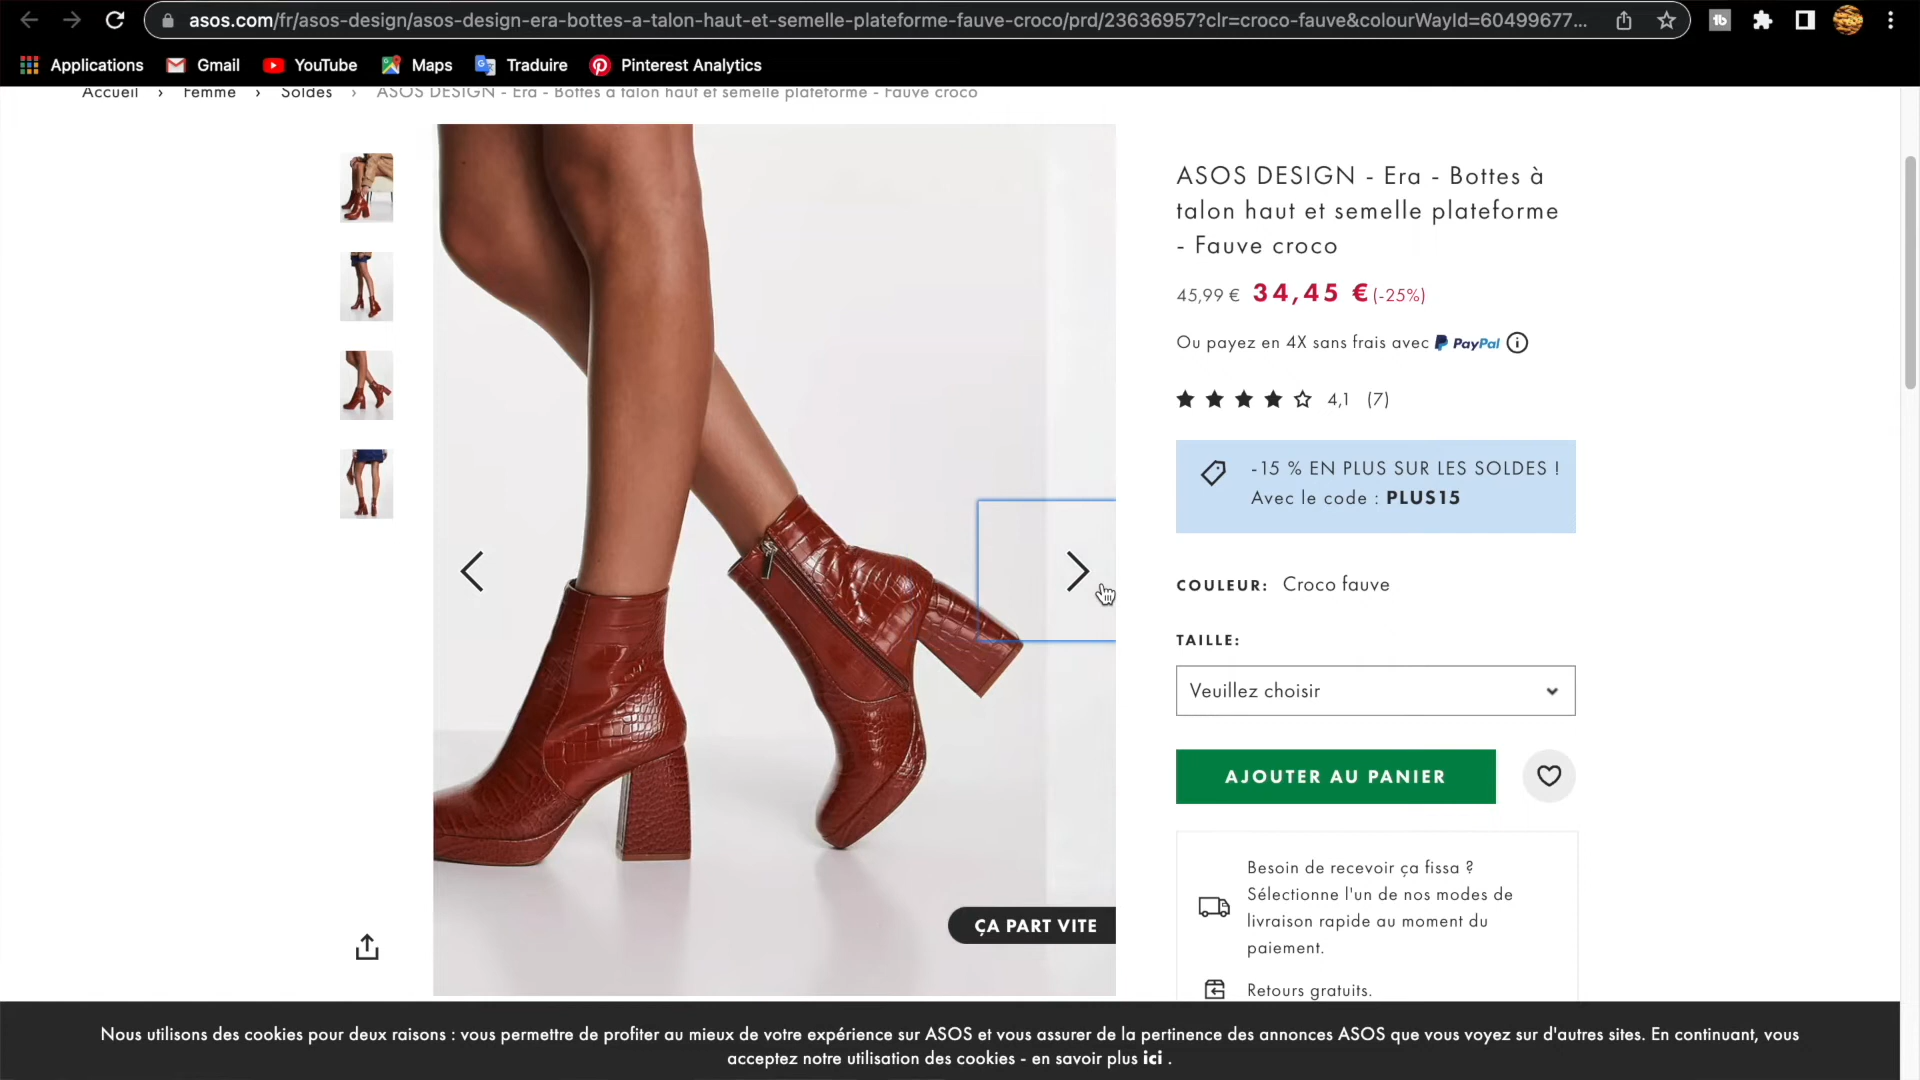 asos.com/fr/asos-design/asos-design-era-bottes-a-talon-haut-et-semelle-plateforme-fauve-croco/prd/23636957?clr=croco-fauve&colourWayId=60499677...
Applications Gmail YouTube Maps Traduire Pinterest Analytics
Accueil › Femme › Soldes › ASOS DESIGN - Era - Bottes à talon haut et semelle plateforme - Fauve croco
ASOS DESIGN - Era - Bottes à
talon haut et semelle plateforme
- Fauve croco
45,99 € 34,45 € (-25%)
Ou payez en 4X sans frais avec PayPal
4,1 (7)
-15 % EN PLUS SUR LES SOLDES !
Avec le code : PLUS15
COULEUR: Croco fauve
TAILLE:
Veuillez choisir
AJOUTER AU PANIER
Besoin de recevoir ça fissa ?
Sélectionne l'un de nos modes de
livraison rapide au moment du
paiement.
Retours gratuits.
ÇA PART VITE
Nous utilisons des cookies pour deux raisons : vous permettre de profiter au mieux de votre expérience sur ASOS et vous assurer de la pertinence des annonces ASOS que vous voyez sur d'autres sites. En continuant, vous
acceptez notre utilisation des cookies - en savoir plus ici .